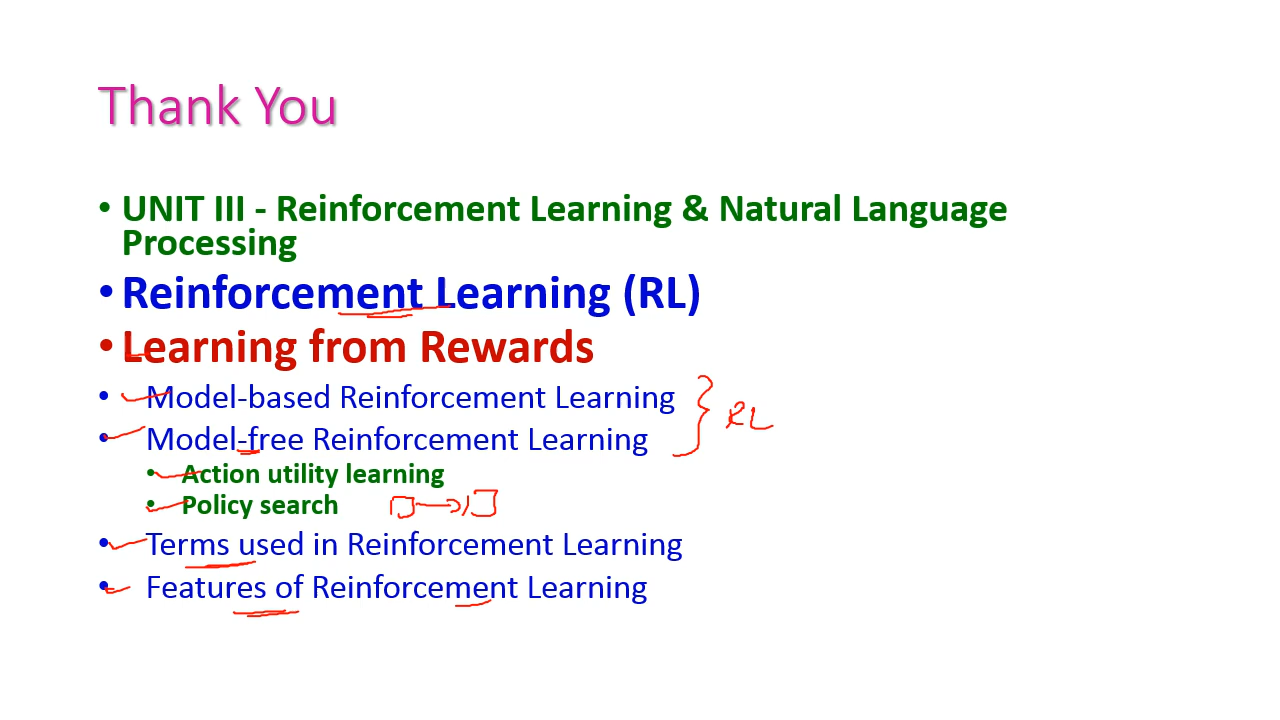 Thank You
• UNIT III - Reinforcement Learning & Natural Language
Processing
• Reinforcement Learning (RL)
• Learning from Rewards
• Model-based Reinforcement Learning
• Model-free Reinforcement Learning
RL
• Action utility learning
• Policy search
• Terms used in Reinforcement Learning
• Features of Reinforcement Learning